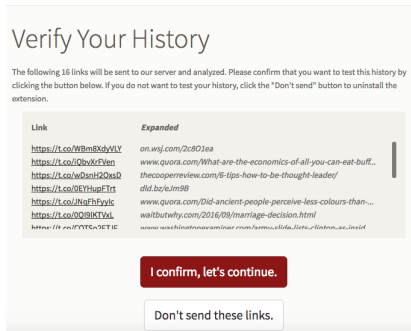 Verify Your History
The following 16 links will be sent to our server and analyzed. Please confirm that you want to test this history by
clicking the button below. If you do not want to test your history, click the "Don't send" button to uninstall the
extension.
Link Expanded
https://t.co/WBm8XdyVLY on.wsj.com/2c8O1ea
https://t.co/iQbvXrFVen www.quora.com/What-are-the-economics-of-all-you-can-eat-buff...
https://t.co/wDsnH2OxsD thecooperreview.com/6-tips-how-to-be-thought-leader/
https://t.co/0EYHupFTrt dld.bz/eJm9B
https://t.co/JNqFhFyylc www.quora.com/Did-ancient-people-perceive-less-colours-than-...
https://t.co/0QI9lKTVxL waitbutwhy.com/2016/09/marriage-decision.html
www.washingtonexaminer.com/army-slide-lists-clinton-as-insid
I confirm, let's continue.
Don't send these links.